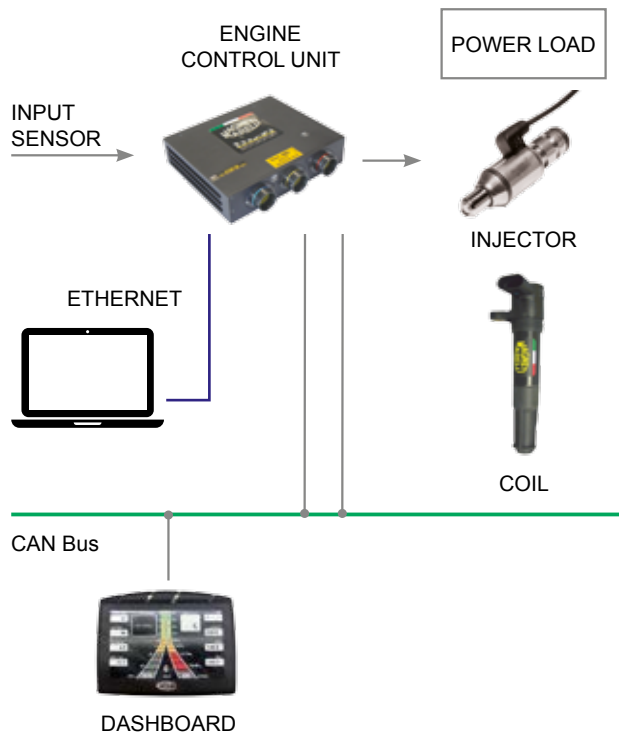 ENGINE
CONTROL UNIT
POWER LOAD
INPUT
SENSOR
INJECTOR
ETHERNET
COIL
CAN Bus
DASHBOARD